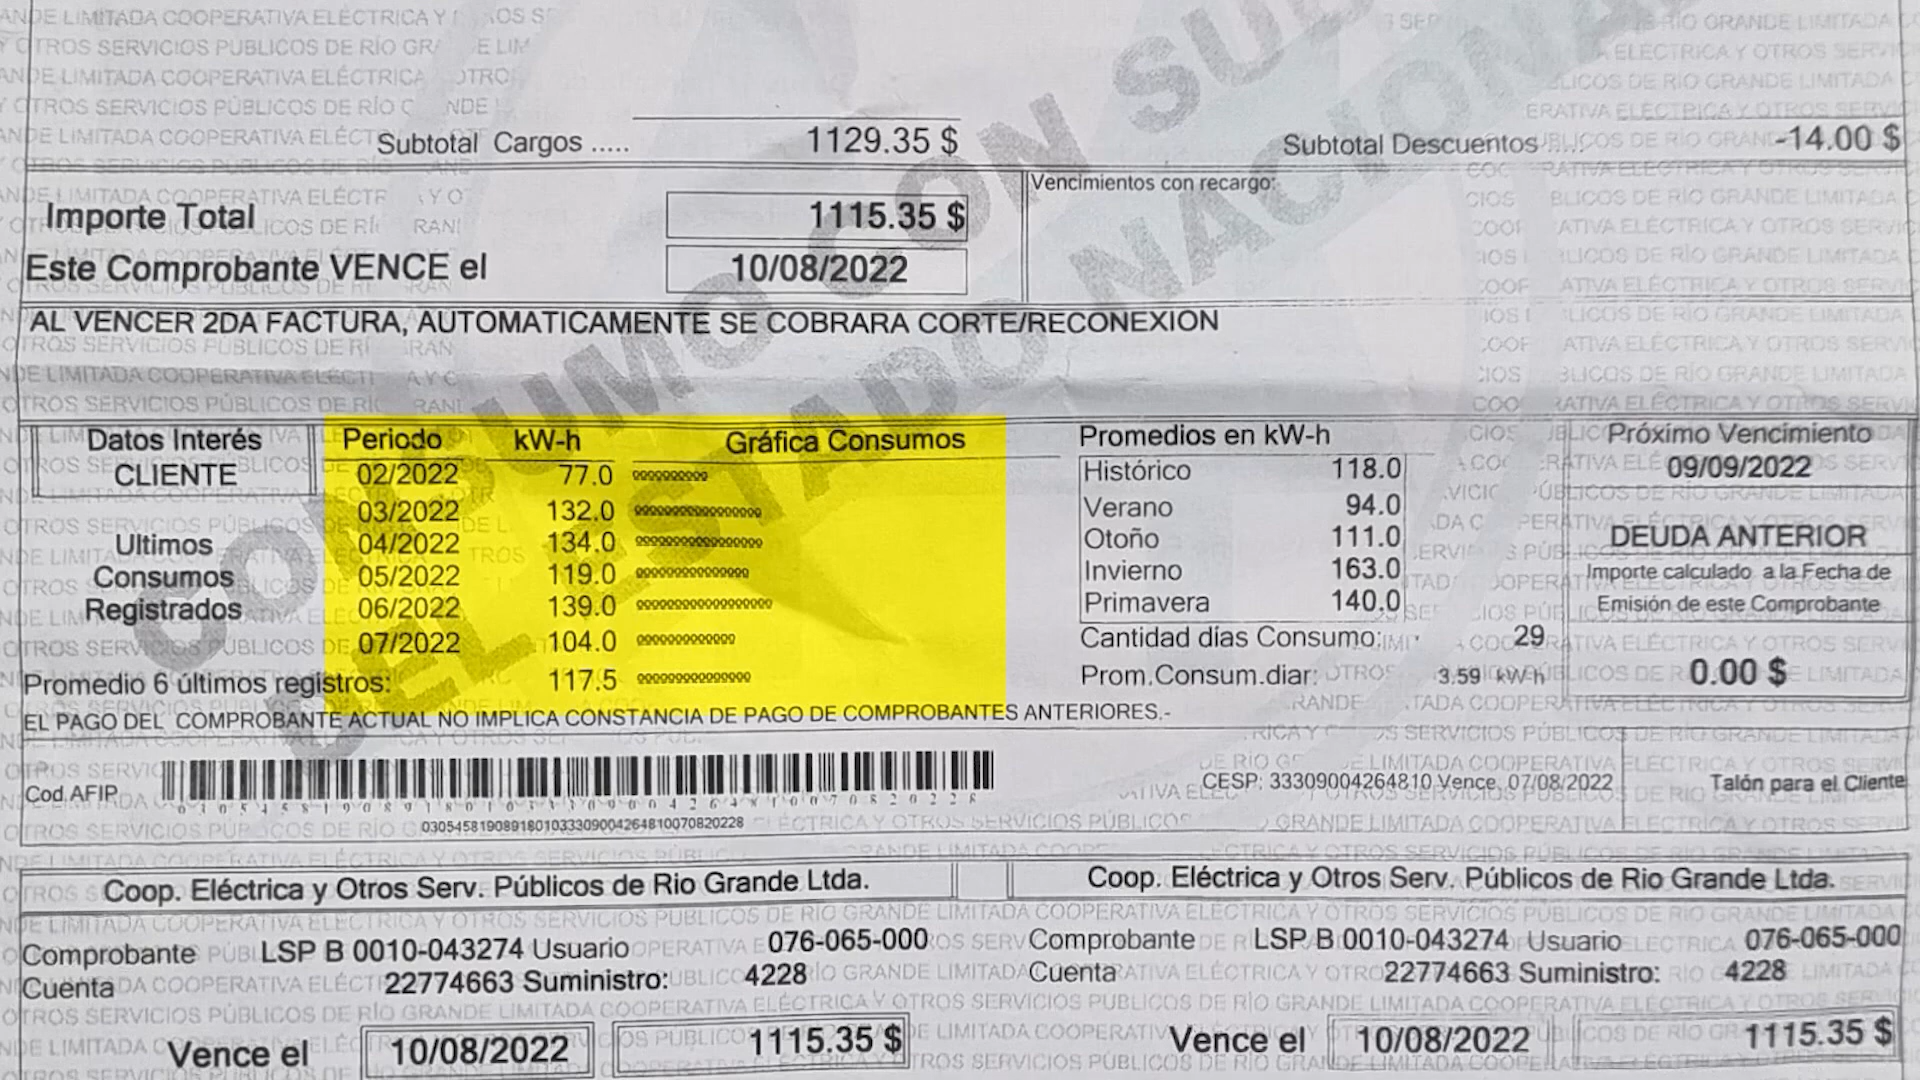 Subtotal Cargos ..... 1129.35 $ Subtotal Descuentos -14.00 $
Importe Total 1115.35 $ Vencimientos con recargo:
Este Comprobante VENCE el 10/08/2022
AL VENCER 2DA FACTURA, AUTOMATICAMENTE SE COBRARA CORTE/RECONEXION
CONSUMO CON SUB
DEL ESTADO NACIONAL
Datos Interés
CLIENTE
Ultimos
Consumos
Registrados
Periodo kW-h Gráfica Consumos
02/2022 77.0
03/2022 132.0
04/2022 134.0
05/2022 119.0
06/2022 139.0
07/2022 104.0
Promedio 6 últimos registros: 117.5
Promedios en kW-h
Histórico 118.0
Verano 94.0
Otoño 111.0
Invierno 163.0
Primavera 140.0
Cantidad días Consumo: 29
Prom.Consum.diar: 3.59 kW-h
Próximo Vencimiento
09/09/2022
DEUDA ANTERIOR
Importe calculado a la Fecha de
Emisión de este Comprobante
0.00 $
EL PAGO DEL COMPROBANTE ACTUAL NO IMPLICA CONSTANCIA DE PAGO DE COMPROBANTES ANTERIORES.-
Cod.AFIP
0305458190891801033309004264810070820228
CESP: 33309004264810 Vence, 07/08/2022 Talón para el Cliente
Coop. Eléctrica y Otros Serv. Públicos de Rio Grande Ltda.
Comprobante LSP B 0010-043274 Usuario 076-065-000
Cuenta 22774663 Suministro: 4228
Vence el 10/08/2022 1115.35 $
Coop. Eléctrica y Otros Serv. Públicos de Rio Grande Ltda.
Comprobante LSP B 0010-043274 Usuario 076-065-000
Cuenta 22774663 Suministro: 4228
Vence el 10/08/2022 1115.35 $